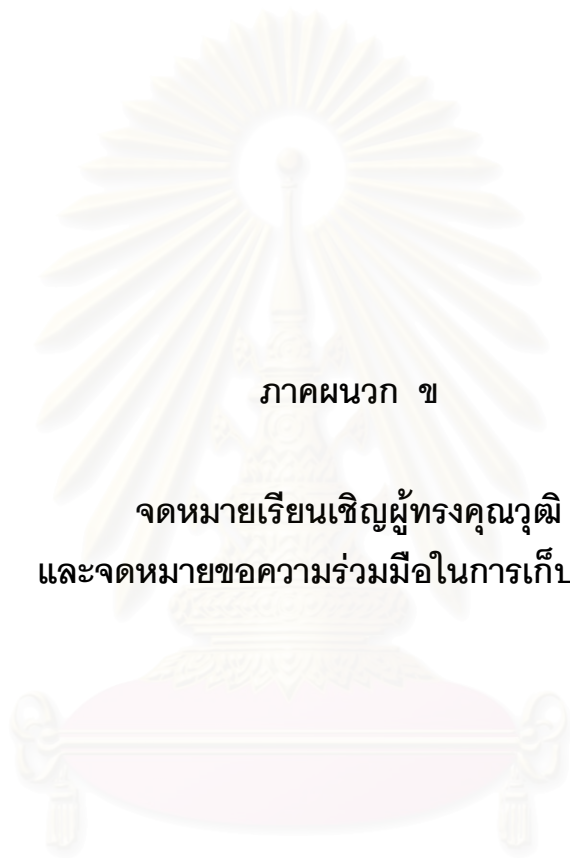 ภาคผนวก ข
จดหมายเรียนเชิญผู้ทรงคุณวุฒิ
และจดหมายขอความร่วมมือในการเก็บ